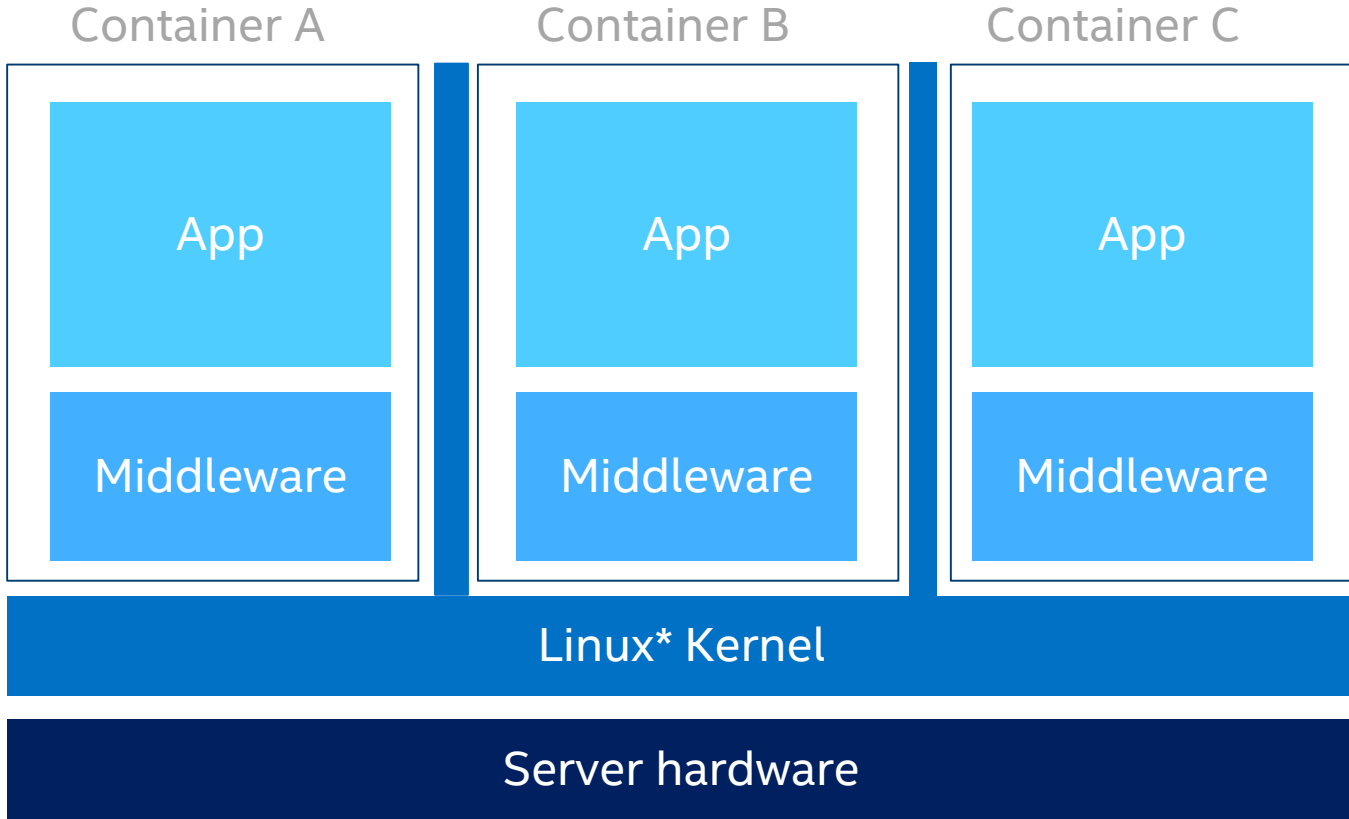 Container A
Container B
Container C
App
App
App
Middleware
Middleware
Middleware
Linux* Kernel
Server hardware